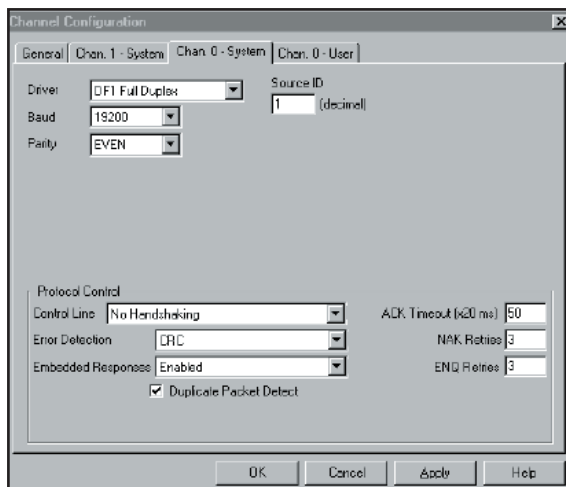 Channel Configuration
General Chan. 1 - System Chan. 0 - System Chan. 0 - User
Driver DF1 Full Duplex Source ID
1 (decimal)
Baud 19200
Parity EVEN
Protocol Control
Control Line No Handshaking ACK Timeout (x20 ms) 50
Error Detection CRC NAK Retries 3
Embedded Responses Enabled ENQ Retries 3
Duplicate Packet Detect
OK Cancel Apply Help